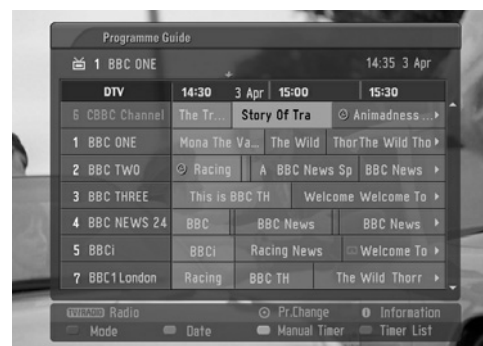 Programme Guide
1 BBC ONE 14:35 3 Apr
DTV 14:30 3 Apr 15:00 15:30
6 CBBC Channel The Tr... Story Of Tra Animadness ...
1 BBC ONE Mona The Va... The Wild Thor The Wild Tho
2 BBC TWO Racing A BBC News Sp BBC News
3 BBC THREE This is BBC TH Welcome Welcome To
4 BBC NEWS 24 BBC BBC News BBC News
5 BBCi BBCi Racing News Welcome To
7 BBC1 London Racing BBC TH The Wild Thorr
TV/RADIO Radio Pr.Change Information
Mode Date Manual Timer Timer List